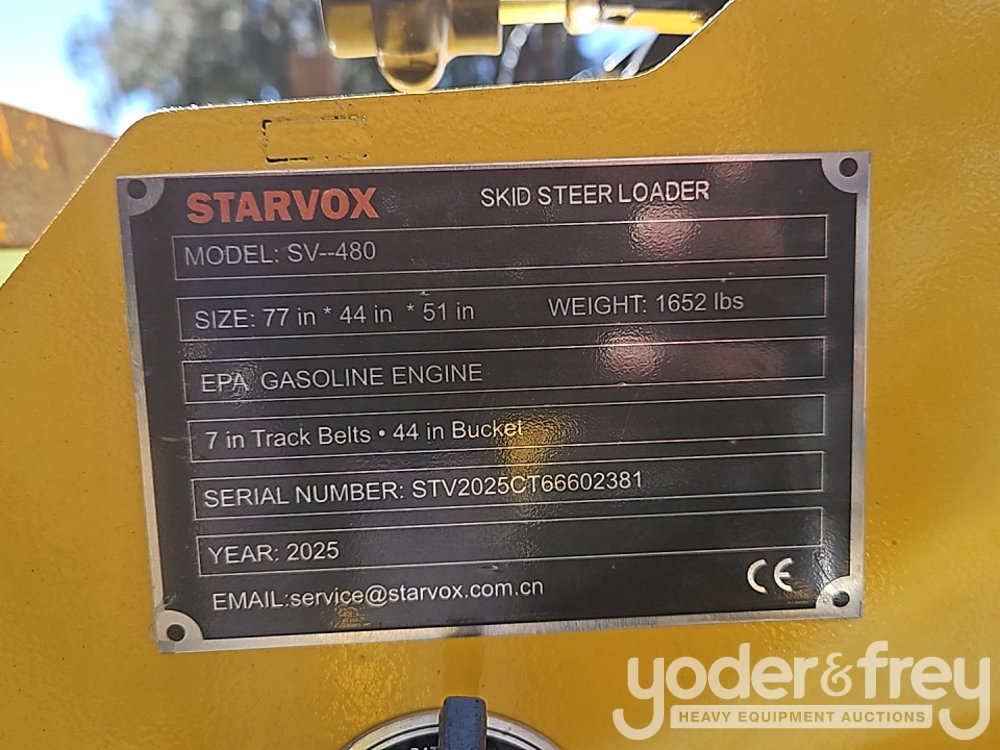 STARVOX SKID STEER LOADER
MODEL: SV--480
SIZE: 77 in * 44 in * 51 in WEIGHT: 1652 lbs
EPA GASOLINE ENGINE
7 in Track Belts • 44 in Bucket
SERIAL NUMBER: STV2025CT66602381
YEAR: 2025
EMAIL:service@starvox.com.cn
CE
yoder&frey
HEAVY EQUIPMENT AUCTIONS